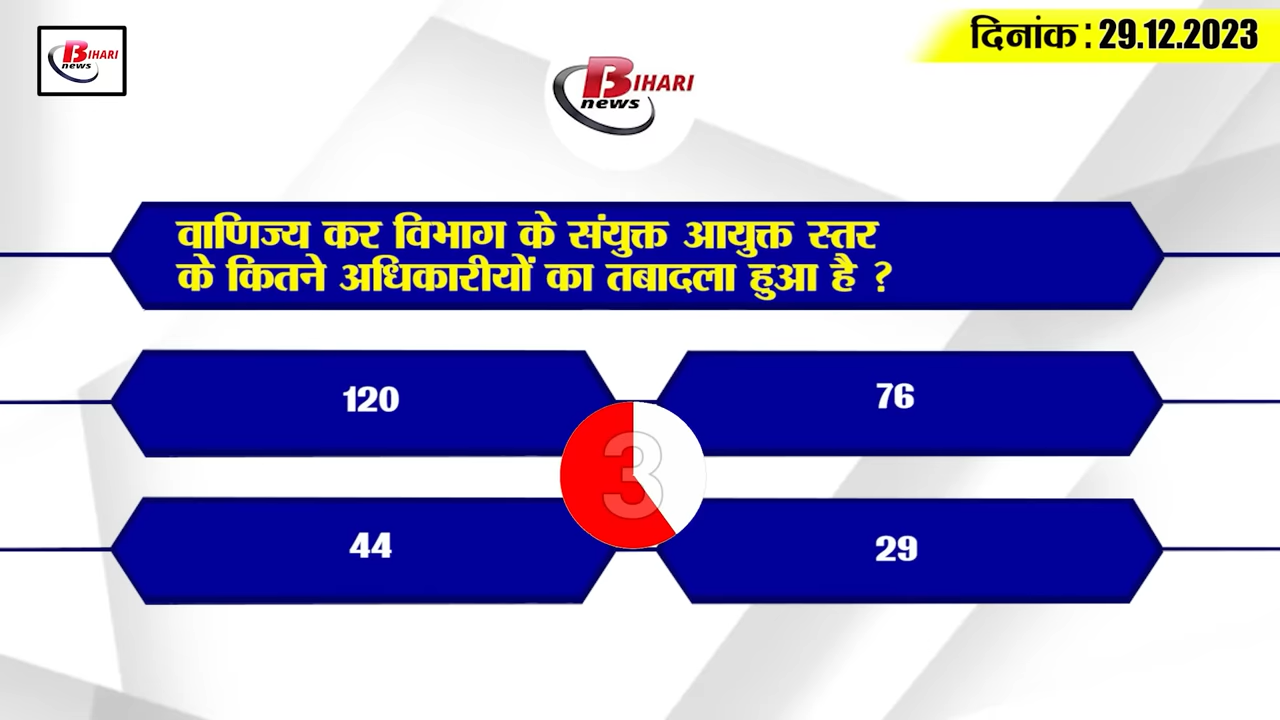 BIHARI
news
दिनांक : 29.12.2023
BIHARI
news
वाणिज्य कर विभाग के संयुक्त आयुक्त स्तर
के कितने अधिकारीयों का तबादला हुआ है ?
120
76
3
44
29